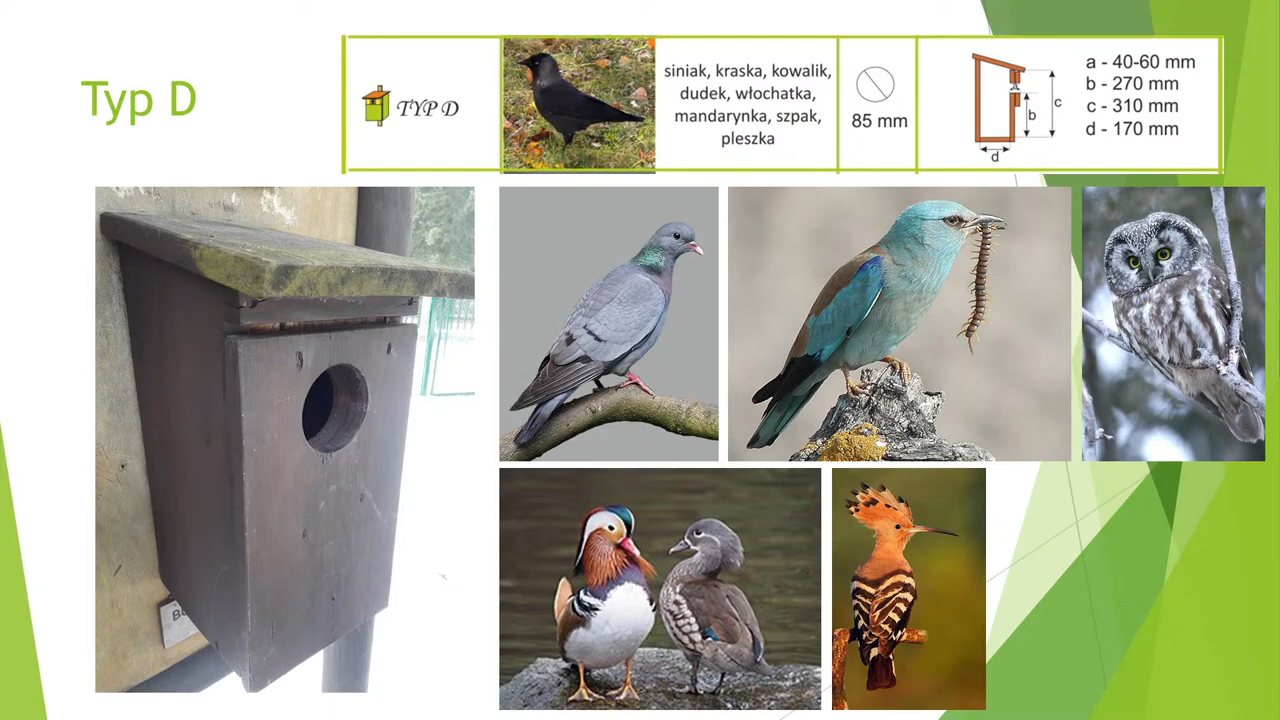 Typ D
TYP D
siniak, kraska, kowalik,
dudek, włochatka,
mandarynka, szpak,
pleszka
85 mm
c
b
d
a - 40-60 mm
b - 270 mm
c - 310 mm
d - 170 mm